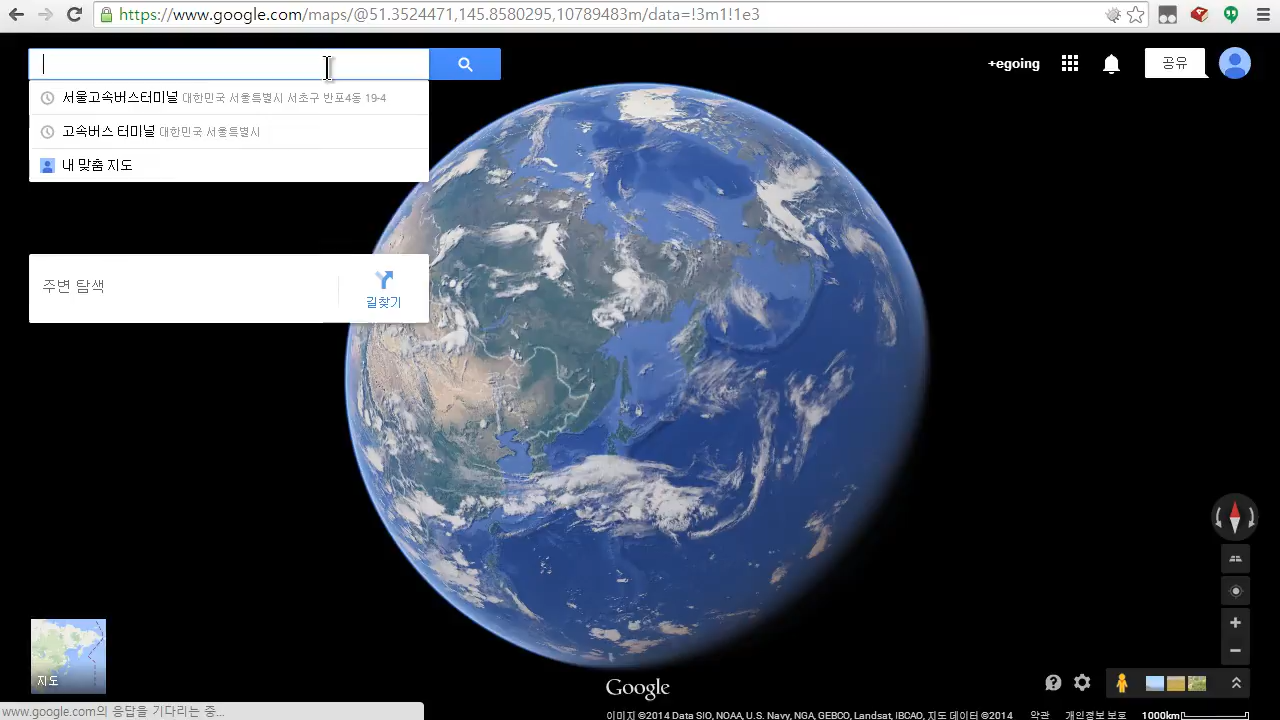 https://www.google.com/maps/@51.3524471,145.8580295,10789483m/data=!3m1!1e3
+egoing
공유
서울고속버스터미널 대한민국 서울특별시 서초구 반포4동 19-4
고속버스 터미널 대한민국 서울특별시
내 맞춤 지도
주변 탐색
길찾기
지도
Google
www.google.com의 응답을 기다리는 중...
이미지 ©2014 Data SIO, NOAA, U.S. Navy, NGA, GEBCO, Landsat, IBCAO, 지도 데이터 ©2014 약관 개인정보 보호 1000km